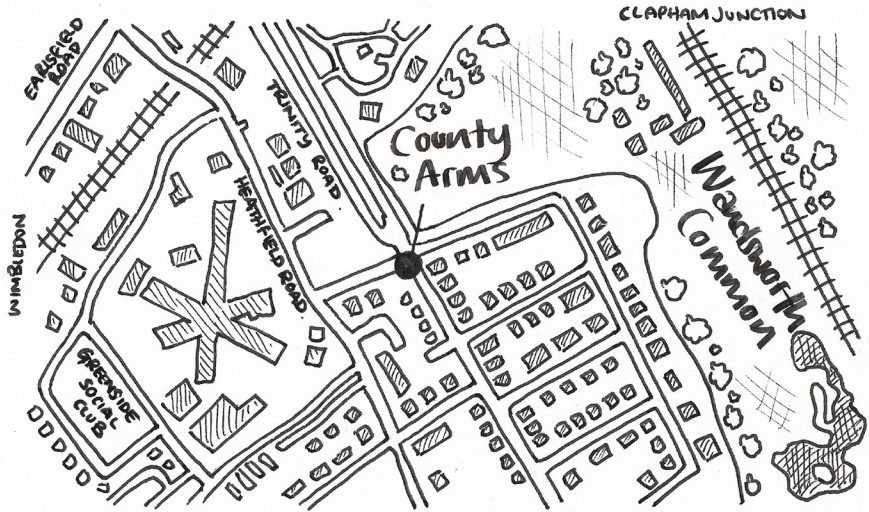 CLAPHAM JUNCTION
EARLSFIELD
ROAD
TRINITY ROAD
County
Arms
HEATHFIELD ROAD
Wandsworth
Common
WIMBLEDON
GREENSIDE
SOCIAL
CLUB